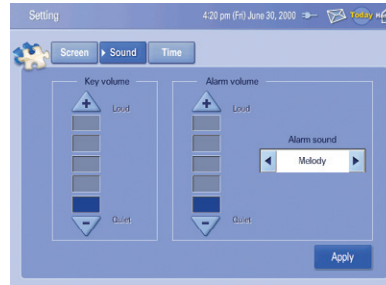 Setting 4:20 pm (Fri) June 30, 2000 Today
Screen Sound Time
Key volume Alarm volume
Loud Loud
Alarm sound
Melody
Quiet Quiet
Apply